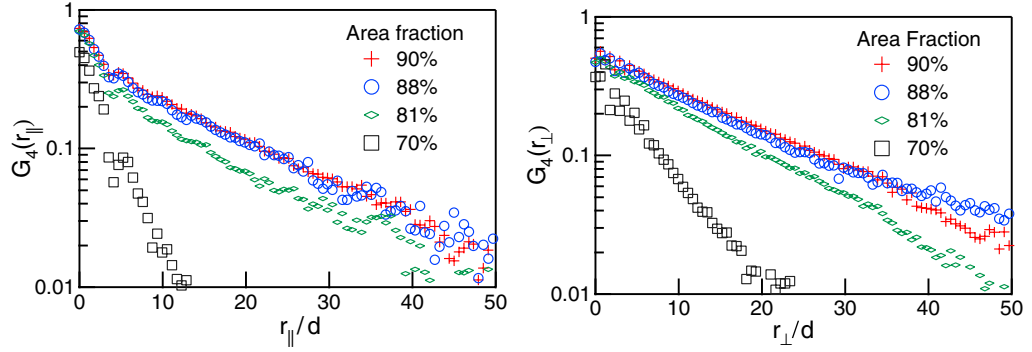 1
0.1
0.01
G4(r∥)
Area fraction
90%
88%
81%
70%
0 10 20 30 40 50
r∥/d
1
0.1
0.01
G4(r⊥)
Area Fraction
90%
88%
81%
70%
0 10 20 30 40 50
r⊥/d